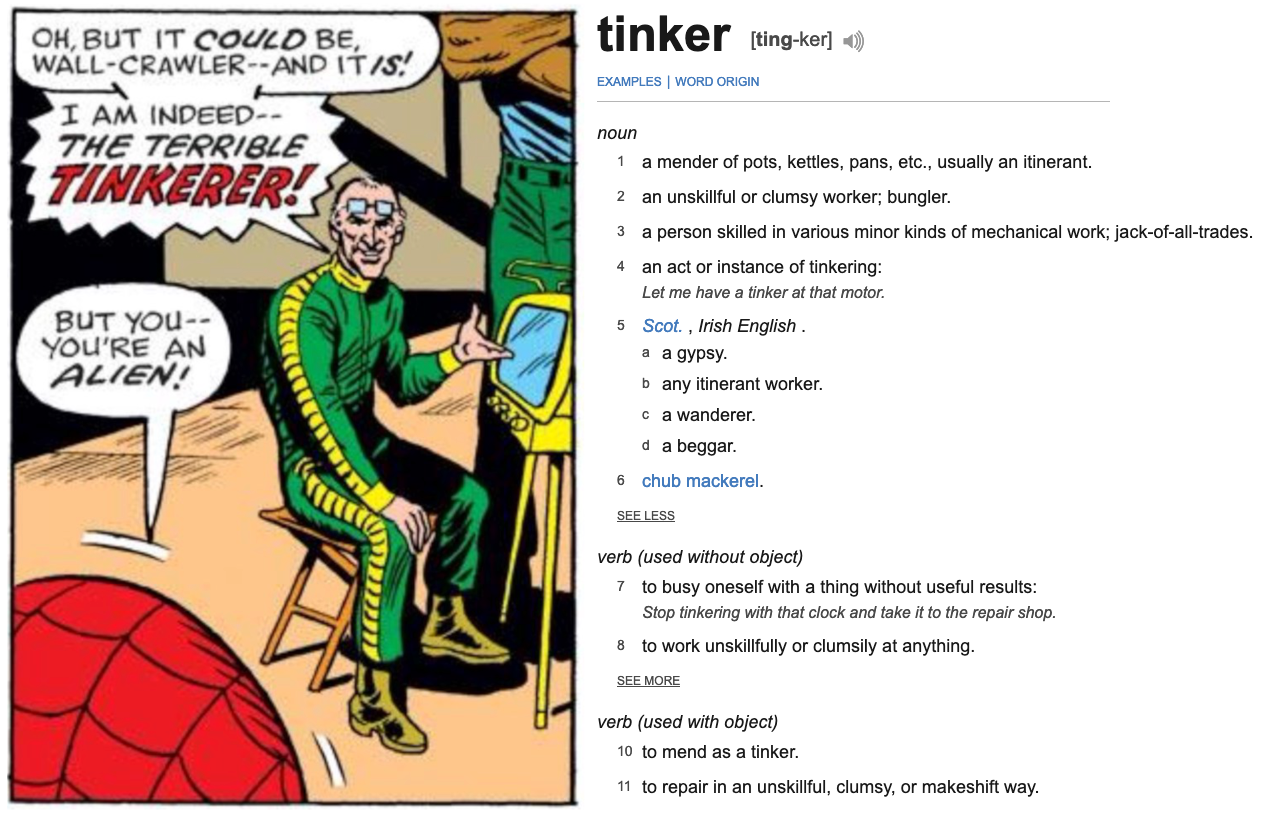 OH, BUT IT COULD BE,
WALL-CRAWLER--AND IT IS!
I AM INDEED--
THE TERRIBLE
TINKERER!
BUT YOU--
YOU'RE AN
ALIEN!
tinker [ting-ker]
EXAMPLES | WORD ORIGIN
noun
1 a mender of pots, kettles, pans, etc., usually an itinerant.
2 an unskillful or clumsy worker; bungler.
3 a person skilled in various minor kinds of mechanical work; jack-of-all-trades.
4 an act or instance of tinkering:
Let me have a tinker at that motor.
5 Scot. , Irish English .
a a gypsy.
b any itinerant worker.
c a wanderer.
d a beggar.
6 chub mackerel.
SEE LESS
verb (used without object)
7 to busy oneself with a thing without useful results:
Stop tinkering with that clock and take it to the repair shop.
8 to work unskillfully or clumsily at anything.
SEE MORE
verb (used with object)
10 to mend as a tinker.
11 to repair in an unskillful, clumsy, or makeshift way.